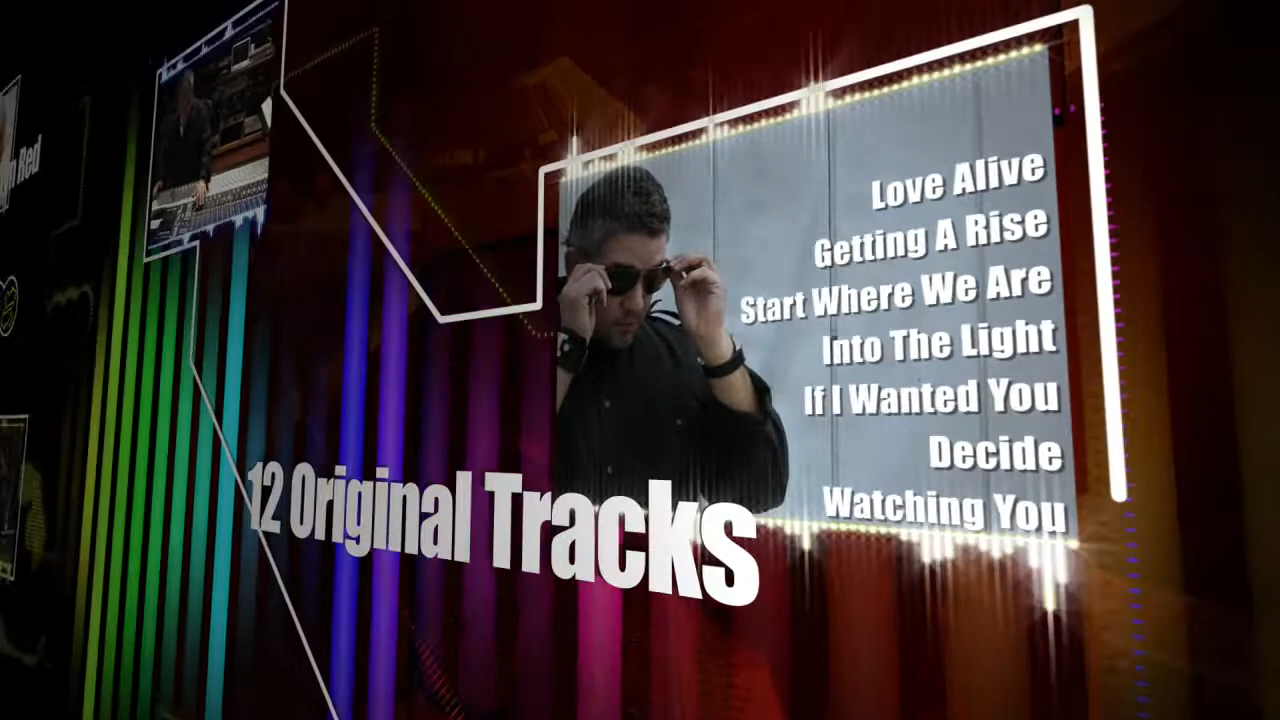 Red
Love Alive
Getting A Rise
Start Where We Are
Into The Light
If I Wanted You
Decide
Watching You
12 Original Tracks